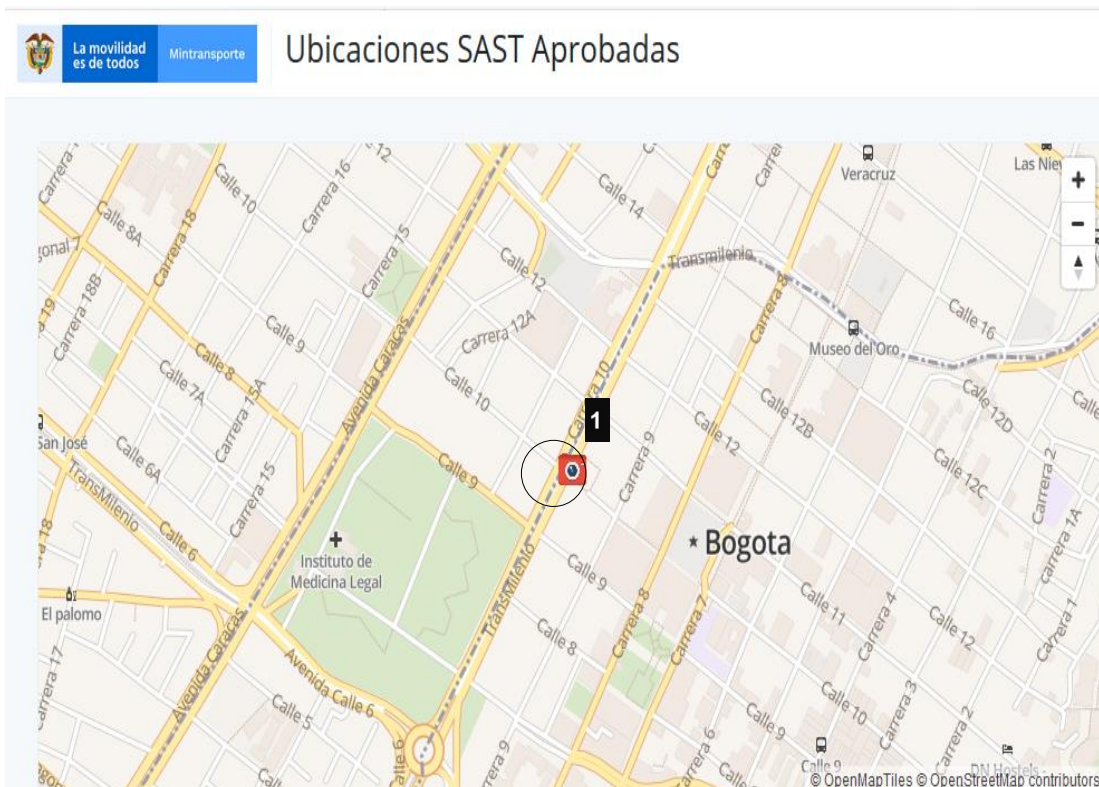 La movilidad
es de todos
Mintransporte
Ubicaciones SAST Aprobadas
Calle 10
Carrera 16
12
Carrera 15
Carrera 18
Calle 8A
Carrera 18B
Calle 9
Calle 8
Calle 7A
Carrera 15A
Calle 14
Veracruz
Calle 12
Carrera 12A
Calle 10
Transmilenio
Carrera 8
Calle 16
Museo del Oro
Avenida Caracas
Carrera 10
1
Calle 12
Calle 12B
Calle 12D
Carrera 2
Carrera 1A
Calle 12C
San José
Calle 6A
TransMilenio
Carrera 15
Calle 9
Carrera 9
Calle 6
Instituto de
Medicina Legal
Bogota
Calle 9
TransMilenio
El palomo
Calle 8
Carrera 8
Carrera 7
Calle 11
Carrera 4
Calle 12
Carrera 1
Carrera 17
Avenida Caracas
Avenida Calle 6
Calle 5
Calle 10
Carrera 3
Carrera 2
Calle 9
Carrera 6
Calle 9
DN Hostels
© OpenMapTiles © OpenStreetMap contributors